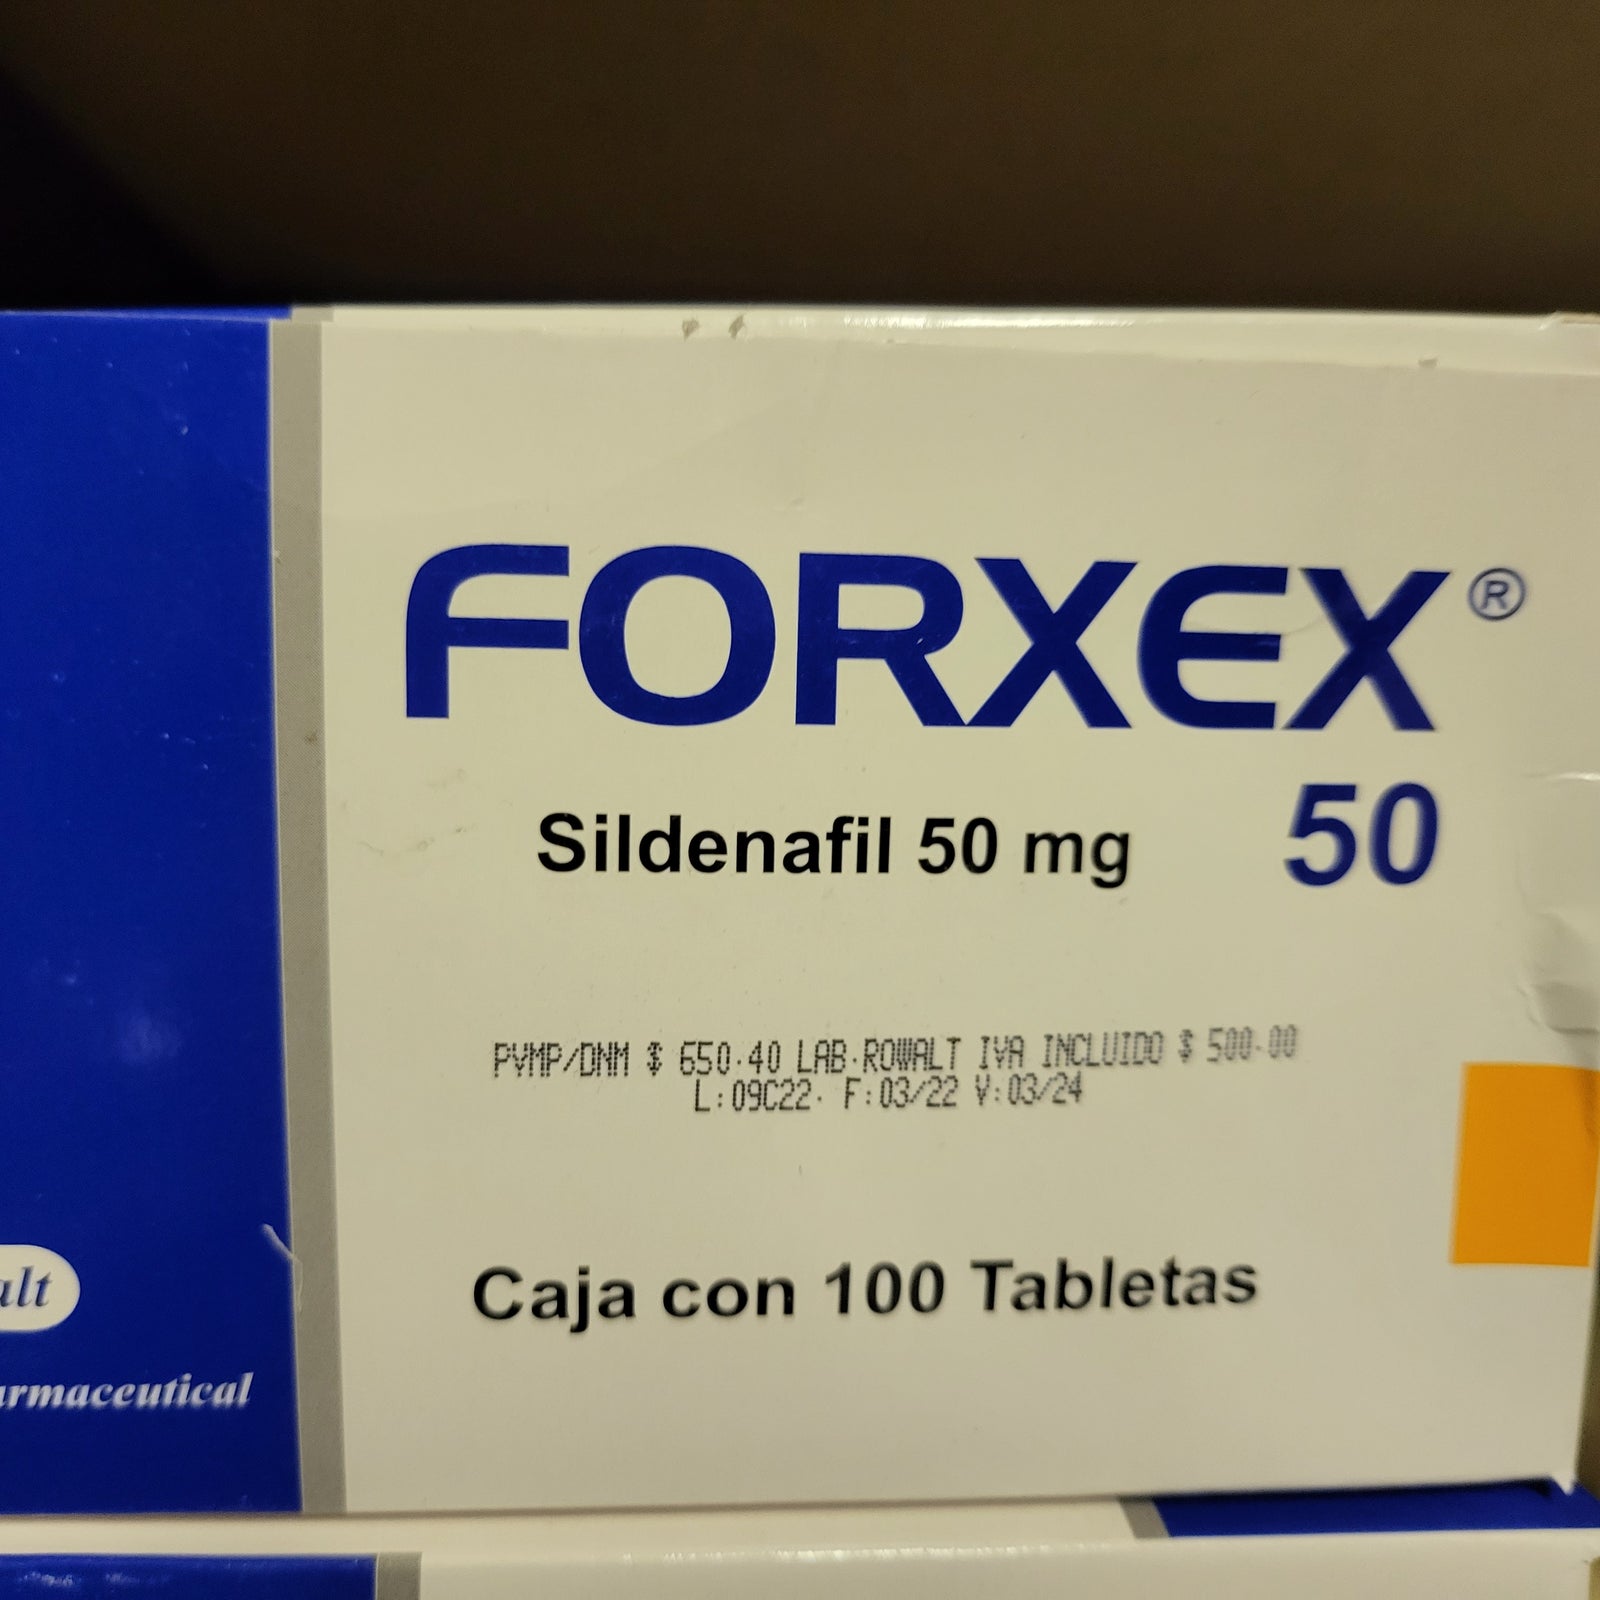 FORXEX®
Sildenafil 50 mg 50
PVMP/DNM $ 650.40 LAB.ROWALT IVA INCLUIDO $ 500.00
L:09C22. F:03/22 V:03/24
Caja con 100 Tabletas
alt
armaceutical